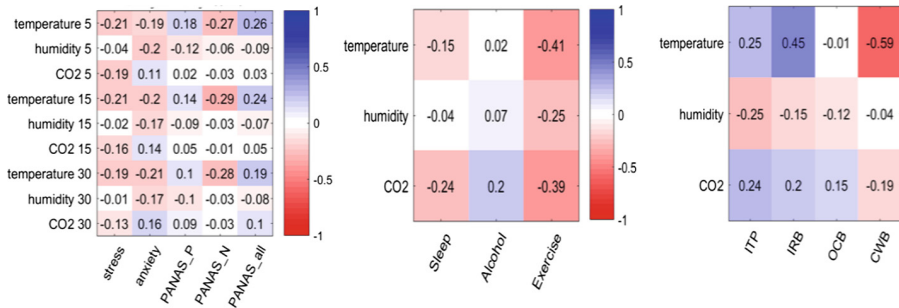 temperature 5 -0.21 -0.19 0.18 -0.27 0.26
humidity 5 -0.04 -0.2 -0.12 -0.06 -0.09
CO2 5 -0.19 0.11 0.02 -0.03 0.03
temperature 15 -0.21 -0.2 0.14 -0.29 0.24
humidity 15 -0.02 -0.17 -0.09 -0.03 -0.07
CO2 15 -0.16 0.14 0.05 -0.01 0.05
temperature 30 -0.19 -0.21 0.1 -0.28 0.19
humidity 30 -0.01 -0.17 -0.1 -0.03 -0.08
CO2 30 -0.13 0.16 0.09 -0.03 0.1
stress anxiety PANAS_P PANAS_N PANAS_all
1
0.5
0
-0.5
-1
temperature -0.15 0.02 -0.41
humidity -0.04 0.07 -0.25
CO2 -0.24 0.2 -0.39
Sleep Alcohol Exercise
1
0.5
0
-0.5
-1
temperature 0.25 0.45 -0.01 -0.59
humidity -0.25 -0.15 -0.12 -0.04
CO2 0.24 0.2 0.15 -0.19
ITP IRB OCB CWB
1
0.5
0
-0.5
-1